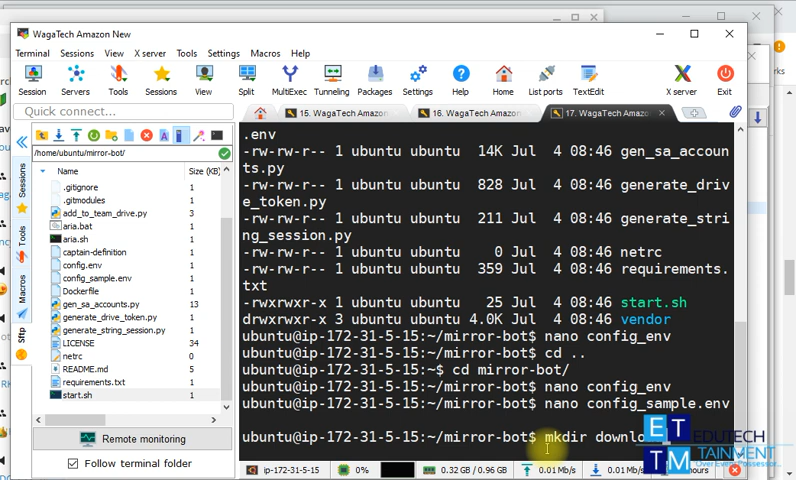 WagaTech Amazon New
Terminal Sessions View X server Tools Settings Macros Help
Session Servers Tools Sessions View Split MultiExec Tunneling Packages Settings Help Home List ports TextEdit X server Exit
Quick connect...
15. WagaTech Amazon
16. WagaTech Amazon
17. WagaTech Amazon
/home/ubuntu/mirror-bot/
Name Size (KB)
.gitignore 1
.gitmodules 1
add_to_team_drive.py 3
aria.bat 1
aria.sh 1
captain-definition 1
config.env 1
config_sample.env 1
Dockerfile 1
gen_sa_accounts.py 13
generate_drive_token.py 1
generate_string_session.py 1
LICENSE 34
netrc 1
README.md 1
requirements.txt 1
start.sh 1
Sessions
Tools
Macros
Sftp
Remote monitoring
Follow terminal folder
.env
-rw-rw-r-- 1 ubuntu ubuntu 14K Jul 4 08:46 gen_sa_accoun
ts.py
-rw-rw-r-- 1 ubuntu ubuntu 828 Jul 4 08:46 generate_driv
e_token.py
-rw-rw-r-- 1 ubuntu ubuntu 211 Jul 4 08:46 generate_stri
ng_session.py
-rw-rw-r-- 1 ubuntu ubuntu 0 Jul 4 08:46 netrc
-rw-rw-r-- 1 ubuntu ubuntu 359 Jul 4 08:46 requirements.
txt
-rwxrwxr-x 1 ubuntu ubuntu 25 Jul 4 08:46 start.sh
drwxrwxr-x 3 ubuntu ubuntu 4.0K Jul 4 08:46 vendor
ubuntu@ip-172-31-5-15:~/mirror-bot$ nano config_env
ubuntu@ip-172-31-5-15:~/mirror-bot$ cd ..
ubuntu@ip-172-31-5-15:~$ cd mirror-bot/
ubuntu@ip-172-31-5-15:~/mirror-bot$ nano config_env
ubuntu@ip-172-31-5-15:~/mirror-bot$ nano config_sample.env
ubuntu@ip-172-31-5-15:~/mirror-bot$ mkdir
ip-172-31-5-15 0% 0.32 GB / 0.96 GB 0.01 Mb/s 0.01 Mb/s
ET EDUTECH
TM TAINMENT
Over Every Possessor...